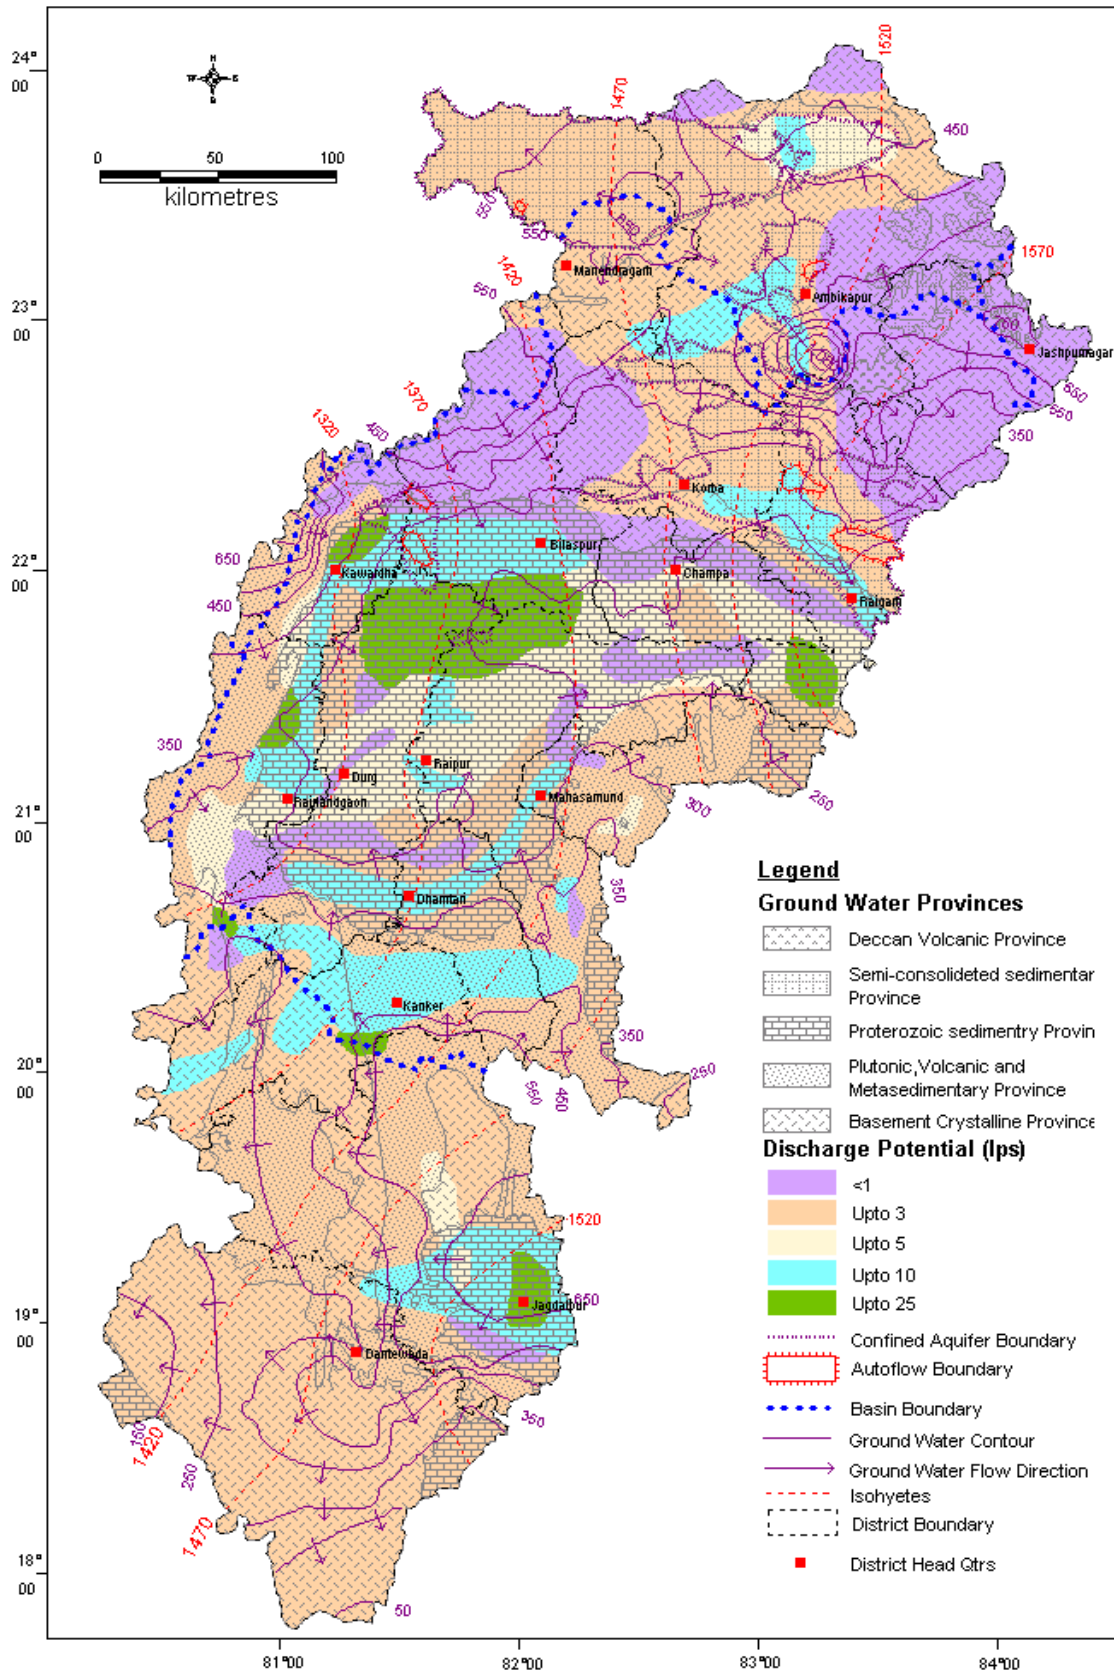 24°
00
N
W E
S
0 50 100
kilometres
1520
1470
450
550
550
850
1420
550
Manendragarh
1570
23°
00
Ambikapur
Jashpurnagar
650
550
350
1370
1320
450
Korba
650
Bilaspur
22°
00
Kawardha
Champa
450
Raigarh
350
Durg
Raipur
Rajnandgaon
Mahasamund
300
250
21°
00
Dhamtari
350
Kanker
350
20°
00
550
450
250
1520
Jagdalpur
650
19°
00
Dantewada
350
150
1420
250
1470
18°
00
50
81°00
82°00
83°00
84°00
Legend
Ground Water Provinces
Deccan Volcanic Province
Semi-consolideted sedimentar
Province
Proterozoic sedimentry Provin
Plutonic,Volcanic and
Metasedimentary Province
Basement Crystalline Province
Discharge Potential (lps)
<1
Upto 3
Upto 5
Upto 10
Upto 25
Confined Aquifer Boundary
Autoflow Boundary
Basin Boundary
Ground Water Contour
Ground Water Flow Direction
Isohyetes
District Boundary
District Head Qtrs